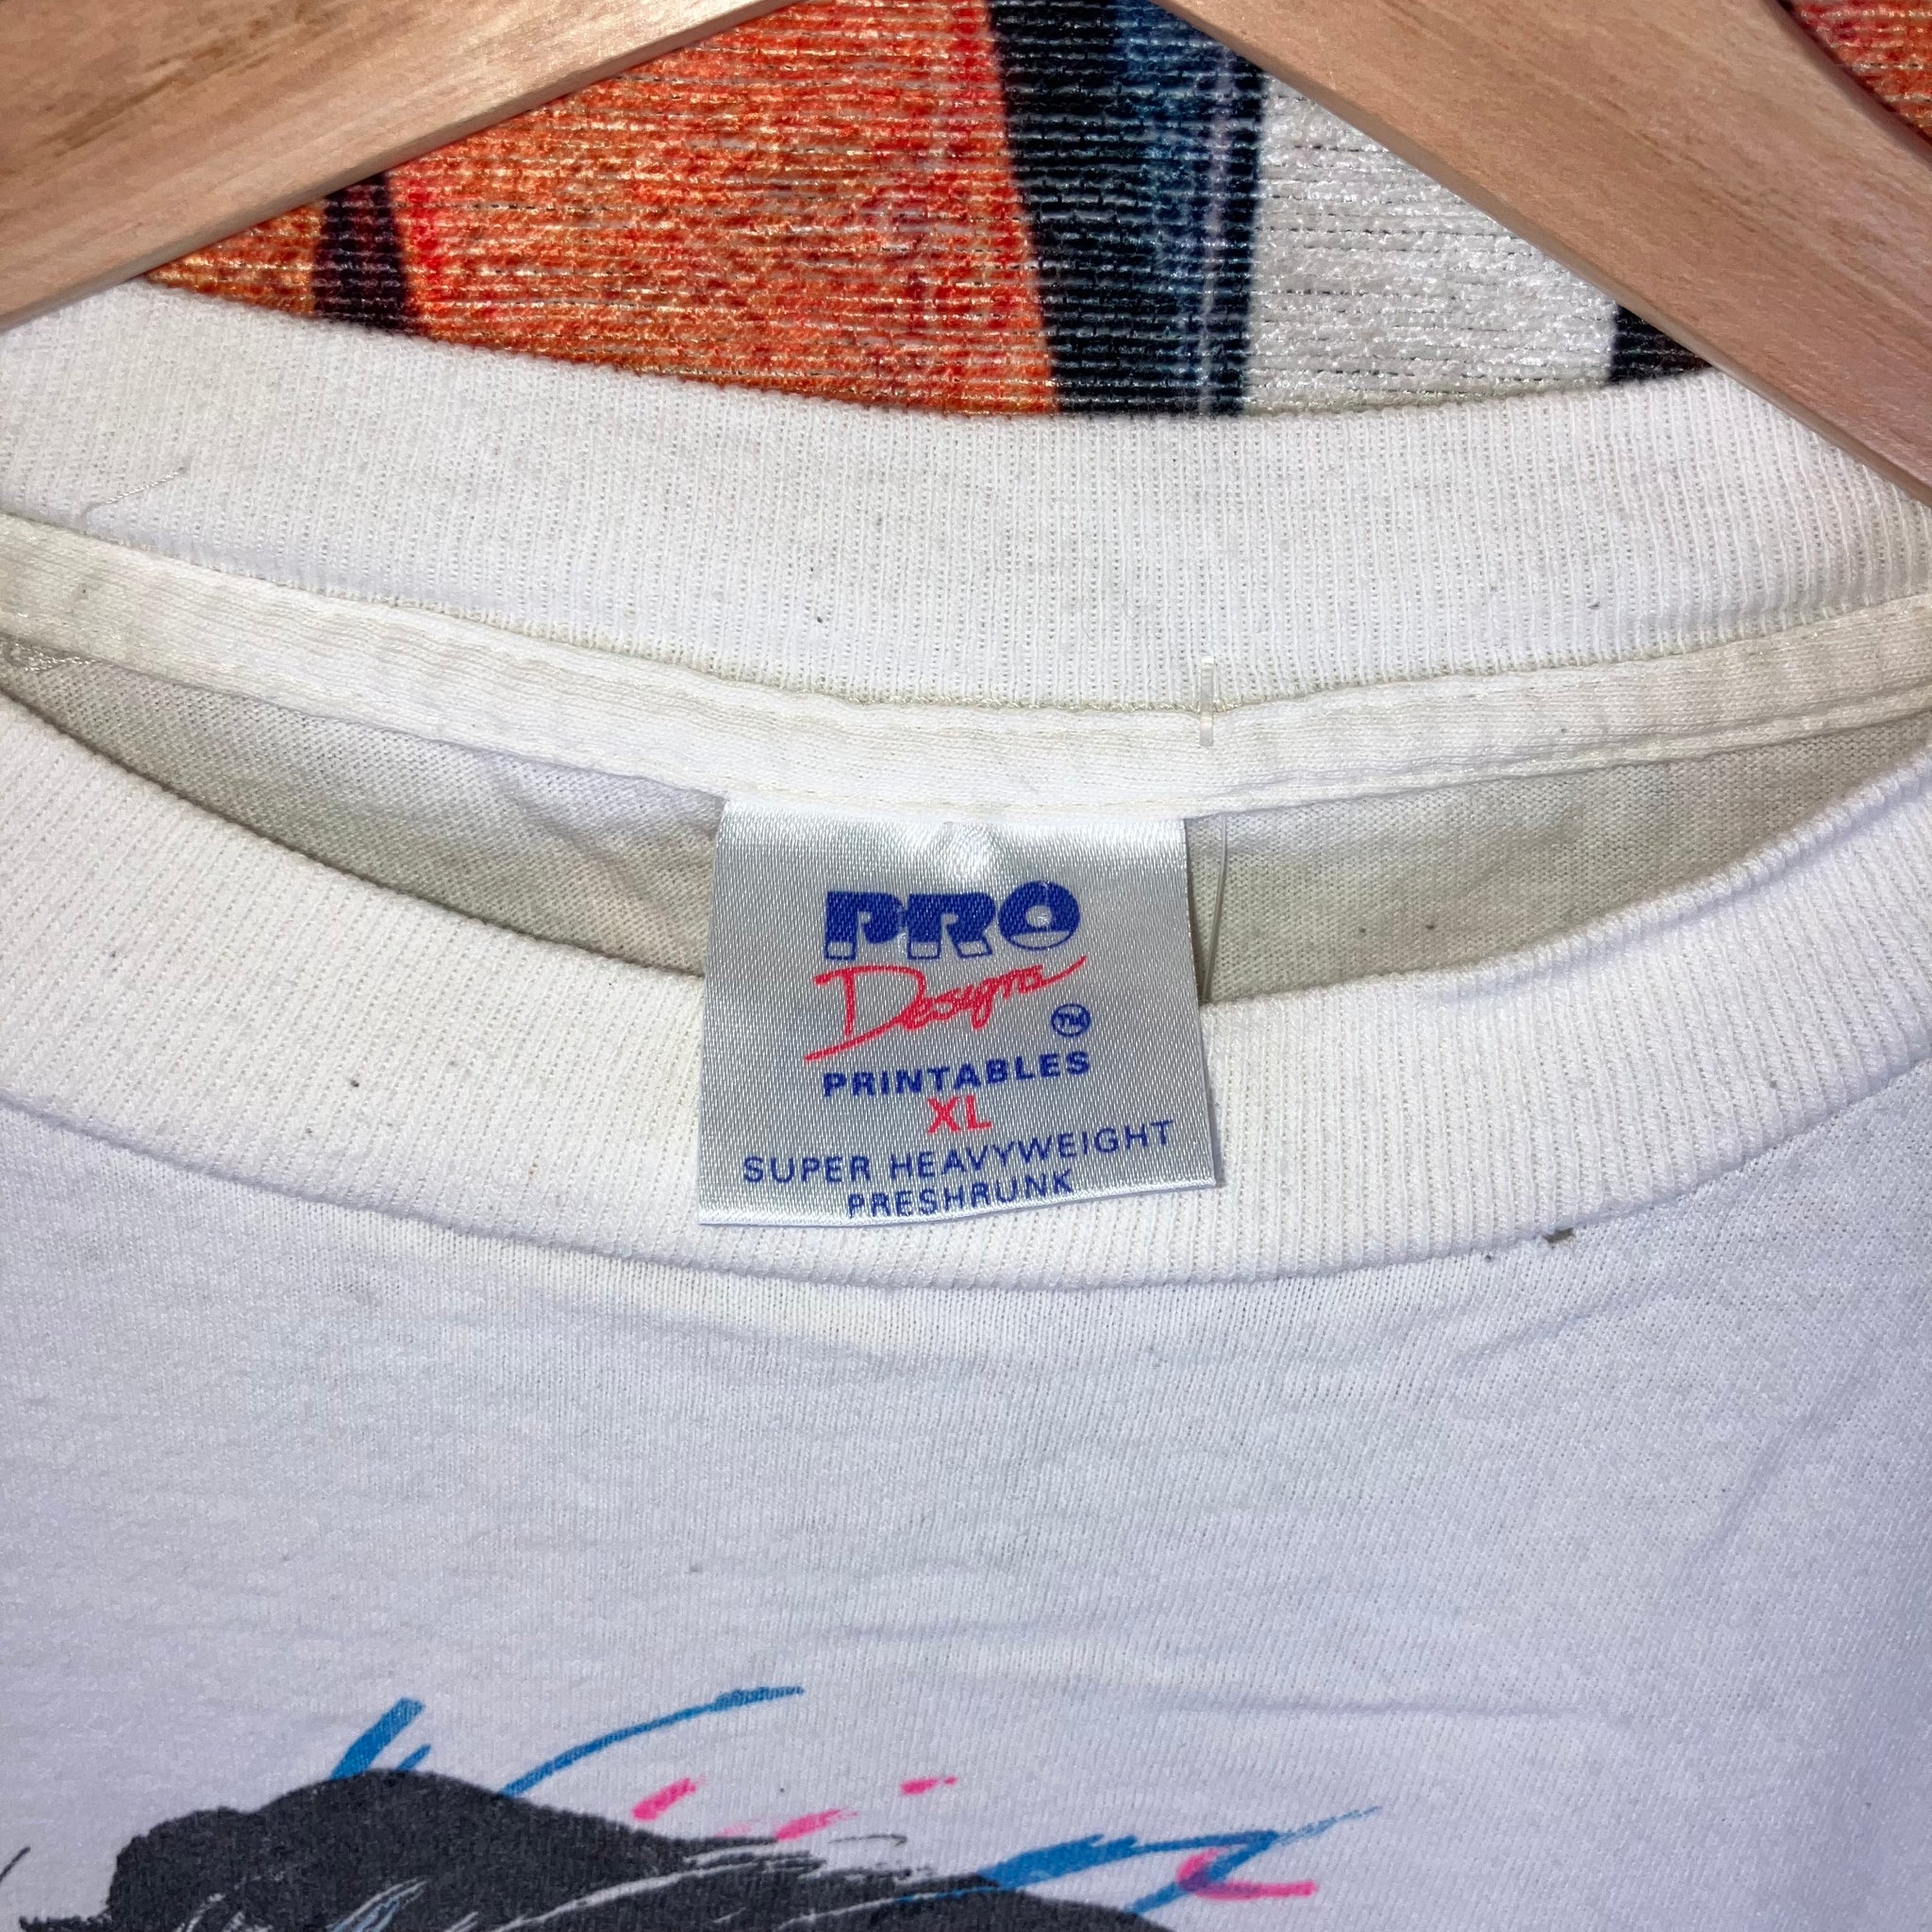 PRO
Designs
TM
PRINTABLES
XL
SUPER HEAVYWEIGHT
PRESHRUNK